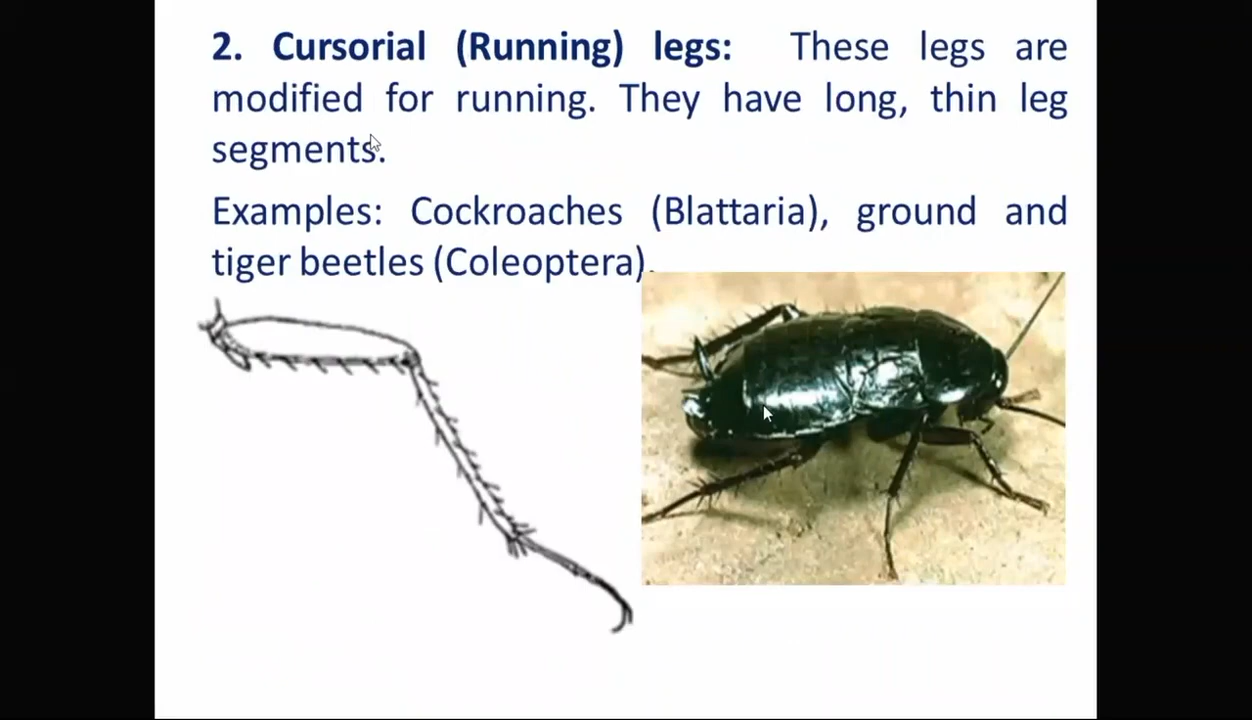 2. Cursorial (Running) legs: These legs are
modified for running. They have long, thin leg
segments.
Examples: Cockroaches (Blattaria), ground and
tiger beetles (Coleoptera).